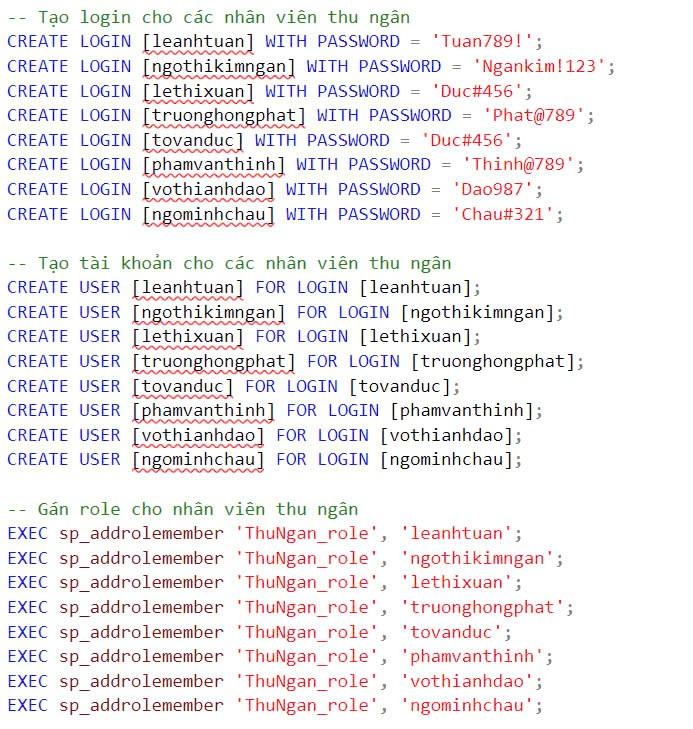 -- Tạo login cho các nhân viên thu ngân
CREATE LOGIN [leanhtuan] WITH PASSWORD = 'Tuan789!';
CREATE LOGIN [ngothikimngan] WITH PASSWORD = 'Ngankim!123';
CREATE LOGIN [lethixuan] WITH PASSWORD = 'Duc#456';
CREATE LOGIN [truonghongphat] WITH PASSWORD = 'Phat@789';
CREATE LOGIN [tovanduc] WITH PASSWORD = 'Duc#456';
CREATE LOGIN [phamvanthinh] WITH PASSWORD = 'Thinh@789';
CREATE LOGIN [vothianhdao] WITH PASSWORD = 'Dao987';
CREATE LOGIN [ngominhchau] WITH PASSWORD = 'Chau#321';
-- Tạo tài khoản cho các nhân viên thu ngân
CREATE USER [leanhtuan] FOR LOGIN [leanhtuan];
CREATE USER [ngothikimngan] FOR LOGIN [ngothikimngan];
CREATE USER [lethixuan] FOR LOGIN [lethixuan];
CREATE USER [truonghongphat] FOR LOGIN [truonghongphat];
CREATE USER [tovanduc] FOR LOGIN [tovanduc];
CREATE USER [phamvanthinh] FOR LOGIN [phamvanthinh];
CREATE USER [vothianhdao] FOR LOGIN [vothianhdao];
CREATE USER [ngominhchau] FOR LOGIN [ngominhchau];
-- Gán role cho nhân viên thu ngân
EXEC sp_addrolemember 'ThuNgan_role', 'leanhtuan';
EXEC sp_addrolemember 'ThuNgan_role', 'ngothikimngan';
EXEC sp_addrolemember 'ThuNgan_role', 'lethixuan';
EXEC sp_addrolemember 'ThuNgan_role', 'truonghongphat';
EXEC sp_addrolemember 'ThuNgan_role', 'tovanduc';
EXEC sp_addrolemember 'ThuNgan_role', 'phamvanthinh';
EXEC sp_addrolemember 'ThuNgan_role', 'vothianhdao';
EXEC sp_addrolemember 'ThuNgan_role', 'ngominhchau';